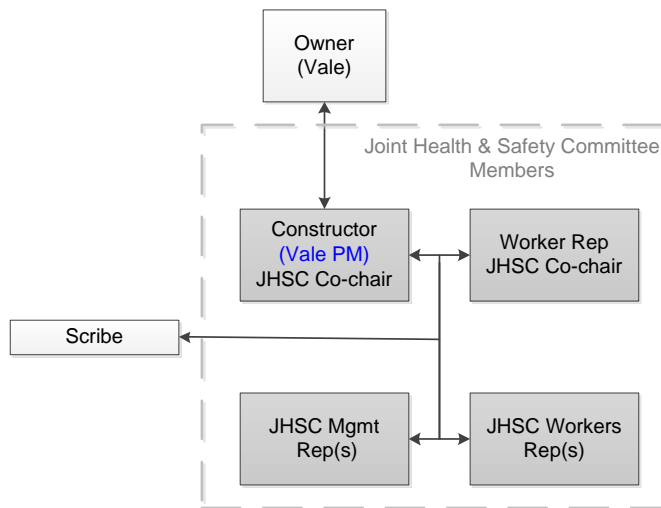 Owner
(Vale)
Joint Health & Safety Committee
Members
Constructor
(Vale PM)
JHSC Co-chair
Worker Rep
JHSC Co-chair
Scribe
JHSC Mgmt
Rep(s)
JHSC Workers
Rep(s)